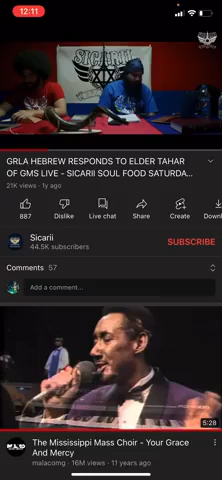 12:11
SICARII
GRLA HEBREW RESPONDS TO ELDER TAHAR
OF GMS LIVE - SICARII SOUL FOOD SATURDA...
21K views · 1y ago
887
Dislike
Live chat
Share
Create
Downl
Sicarii
44.5K subscribers
SUBSCRIBE
Comments 57
Add a comment...
5:28
The Mississippi Mass Choir - Your Grace
And Mercy
malacomg · 16M views · 11 years ago